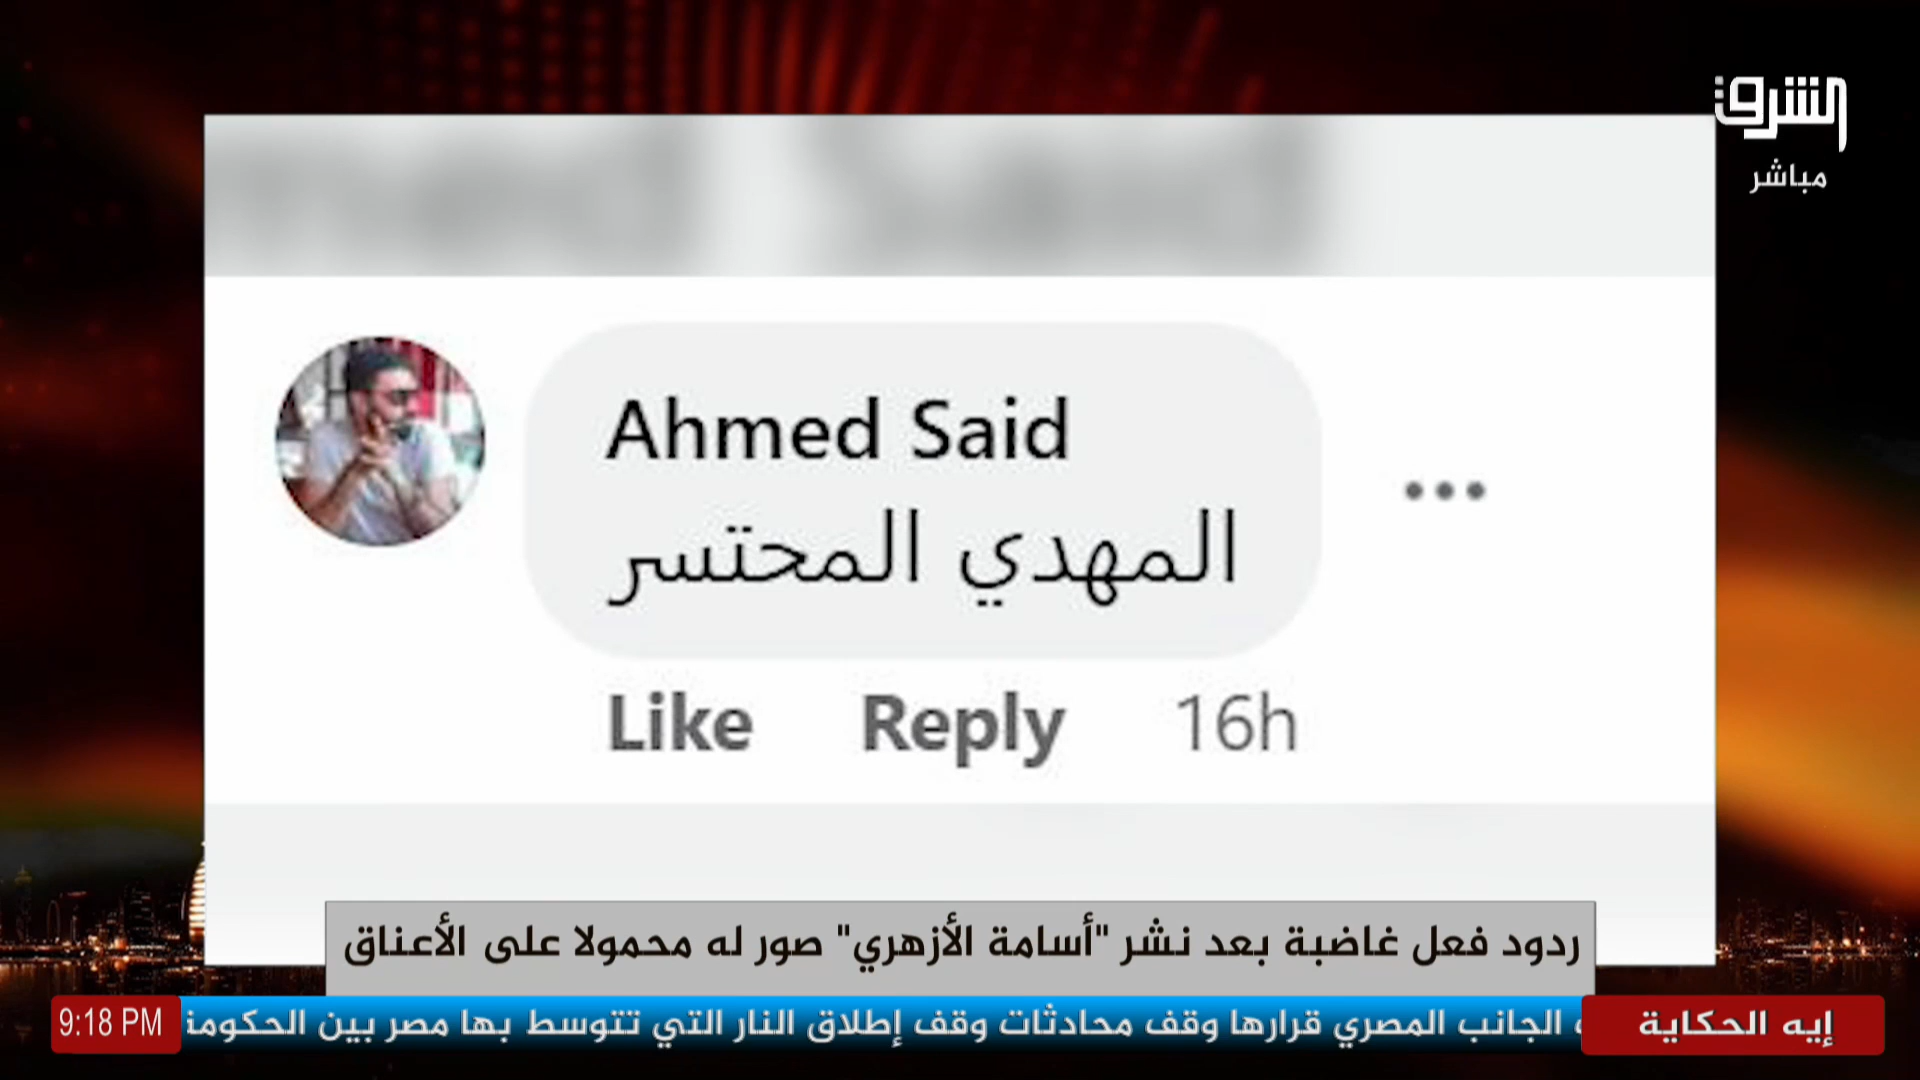 الشرق
مباشر
Ahmed Said
المهدي المحتسر
Like Reply 16h
ردود فعل غاضبة بعد نشر "أسامة الأزهري" صور له محمولا على الأعناق
إيه الحكاية
الجانب المصري قرارها وقف محادثات وقف إطلاق النار التي تتوسط بها مصر بين الحكومة
9:18 PM